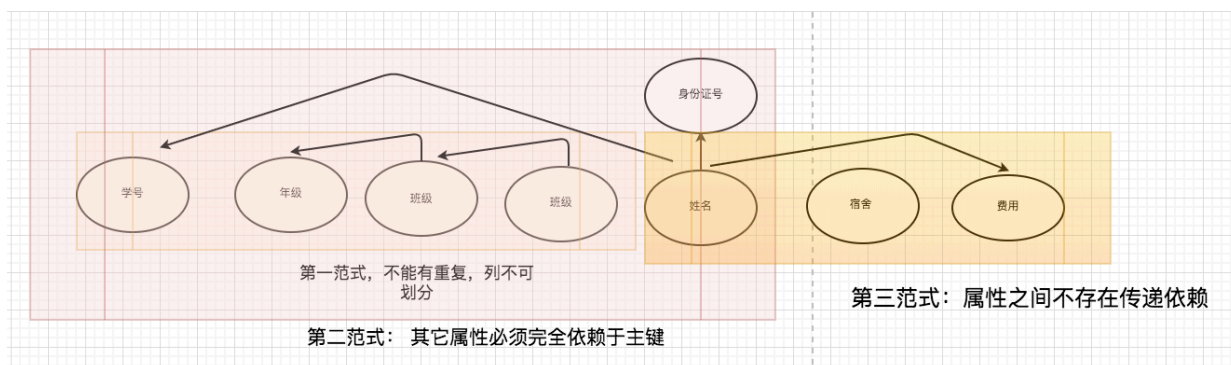 身份证号
学号
年级
班级
班级
姓名
宿舍
费用
第一范式，不能有重复，列不可
划分
第三范式：属性之间不存在传递依赖
第二范式： 其它属性必须完全依赖于主键